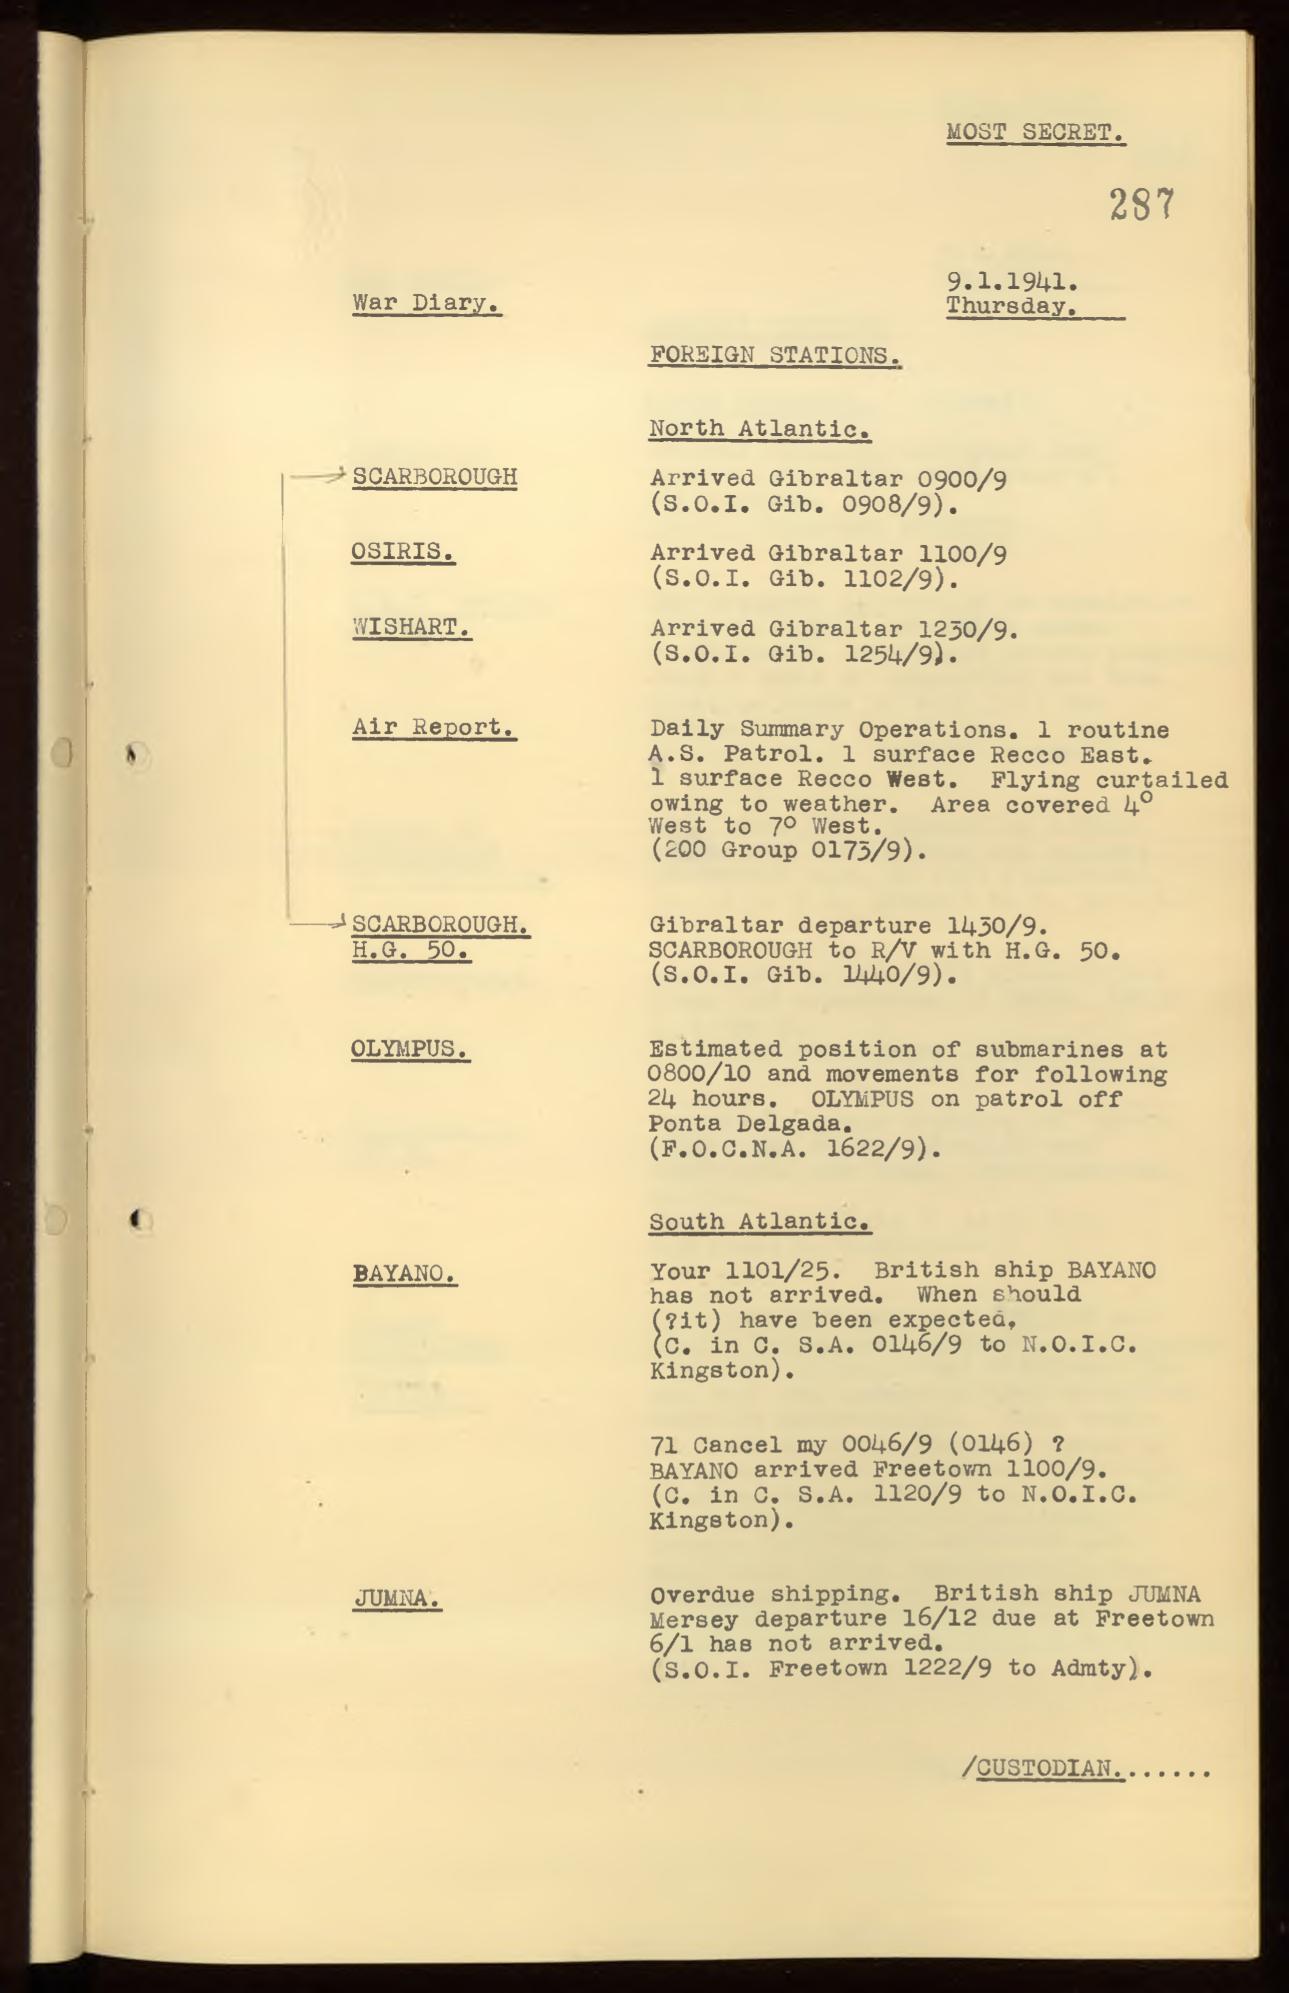 MOST SECRET.
287
9.1.1941.
War Diary.
Thursday.
FOREIGN STATIONS.
North Atlantic.
SCARBOROUGH Arrived Gibraltar 0900/9
(S.O.I. Gib. 0908/9).
OSIRIS. Arrived Gibraltar 1100/9
(S.O.I. Gib. 1102/9).
WISHART. Arrived Gibraltar 1230/9.
(S.O.I. Gib. 1254/9).
Air Report. Daily Summary Operations. 1 routine
A.S. Patrol. 1 surface Recco East.
1 surface Recco West. Flying curtailed
owing to weather. Area covered 4°
West to 7° West.
(200 Group 0173/9).
SCARBOROUGH. Gibraltar departure 1430/9.
H.G. 50. SCARBOROUGH to R/V with H.G. 50.
(S.O.I. Gib. 1440/9).
OLYMPUS. Estimated position of submarines at
0800/10 and movements for following
24 hours. OLYMPUS on patrol off
Ponta Delgada.
(F.O.C.N.A. 1622/9).
South Atlantic.
BAYANO. Your 1101/25. British ship BAYANO
has not arrived. When should
(?it) have been expected,
(C. in C. S.A. 0146/9 to N.O.I.C.
Kingston).
71 Cancel my 0046/9 (0146) ?
BAYANO arrived Freetown 1100/9.
(C. in C. S.A. 1120/9 to N.O.I.C.
Kingston).
JUMNA. Overdue shipping. British ship JUMNA
Mersey departure 16/12 due at Freetown
6/1 has not arrived.
(S.O.I. Freetown 1222/9 to Admty).
/CUSTODIAN.......